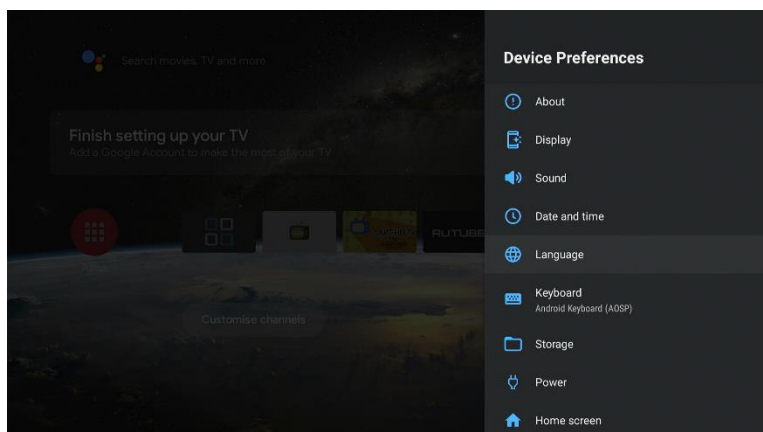 Search movies, TV and more
Finish setting up your TV
Add a Google Account to make the most of your TV
RUTUBE
Customise channels
Device Preferences
About
Display
Sound
Date and time
Language
Keyboard
Android Keyboard (AOSP)
Storage
Power
Home screen